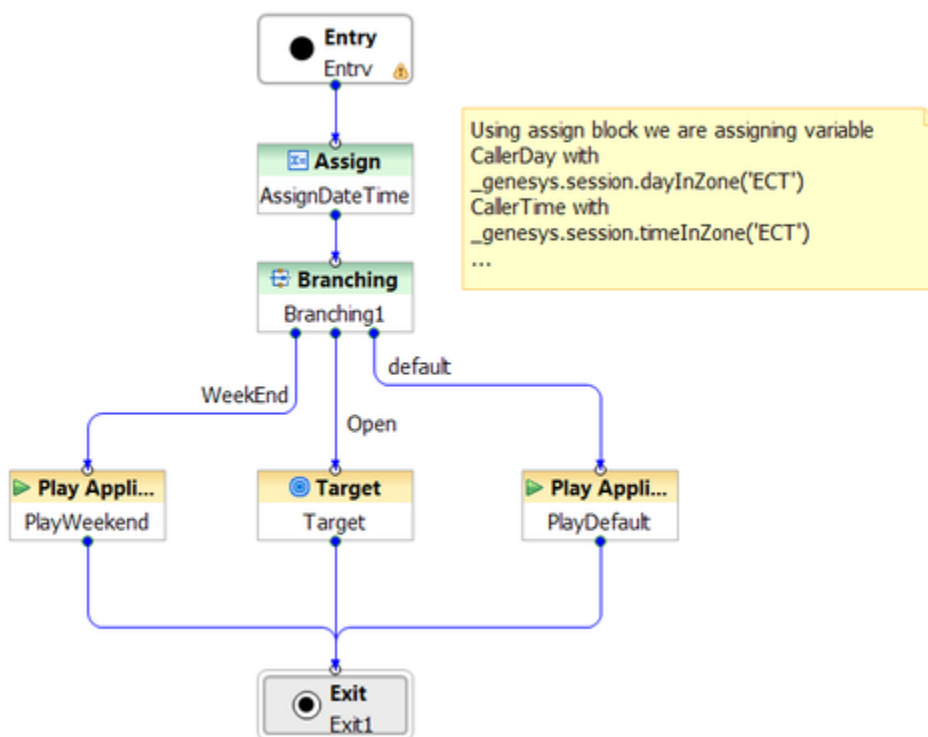 Entry
Entry
Using assign block we are assigning variable
CallerDay with
_genesys.session.dayInZone('ECT')
CallerTime with
_genesys.session.timeInZone('ECT')
...
Assign
AssignDateTime
Branching
Branching1
default
WeekEnd
Open
Play Appli...
PlayWeekend
Target
Target
Play Appli...
PlayDefault
Exit
Exit1